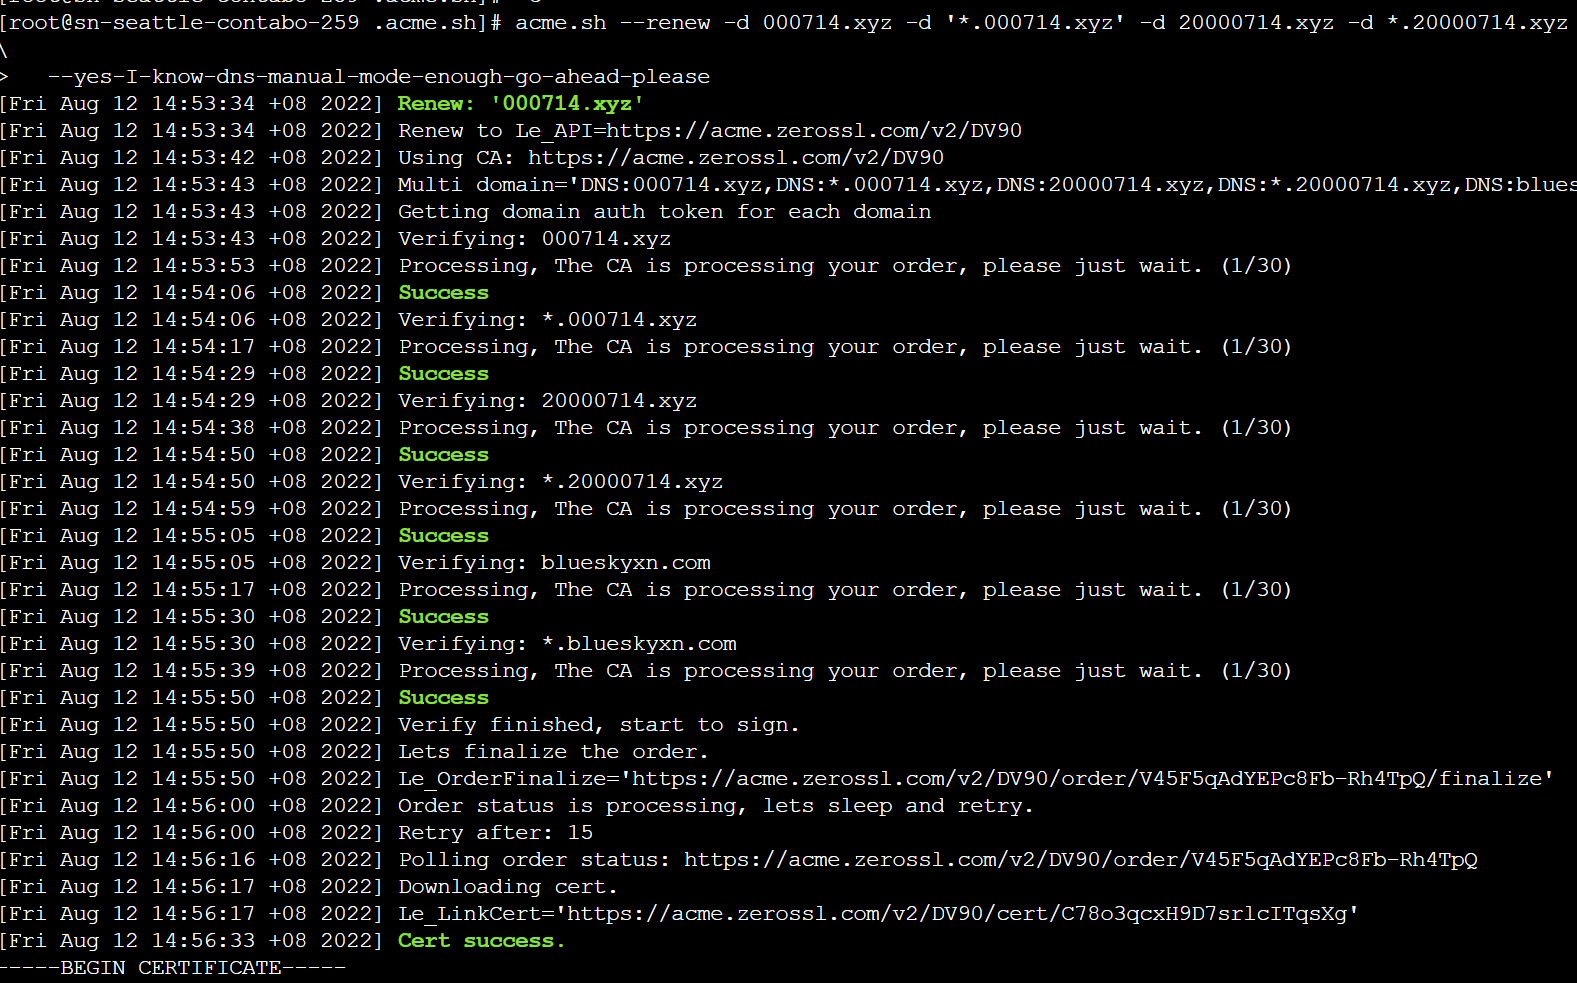 [root@sn-seattle-contabo-259 .acme.sh]#
[root@sn-seattle-contabo-259 .acme.sh]# acme.sh --renew -d 000714.xyz -d '*.000714.xyz' -d 20000714.xyz -d *.20000714.xyz
\
>   --yes-I-know-dns-manual-mode-enough-go-ahead-please
[Fri Aug 12 14:53:34 +08 2022] Renew: '000714.xyz'
[Fri Aug 12 14:53:34 +08 2022] Renew to Le_API=https://acme.zerossl.com/v2/DV90
[Fri Aug 12 14:53:42 +08 2022] Using CA: https://acme.zerossl.com/v2/DV90
[Fri Aug 12 14:53:43 +08 2022] Multi domain='DNS:000714.xyz,DNS:*.000714.xyz,DNS:20000714.xyz,DNS:*.20000714.xyz,DNS:blues
[Fri Aug 12 14:53:43 +08 2022] Getting domain auth token for each domain
[Fri Aug 12 14:53:43 +08 2022] Verifying: 000714.xyz
[Fri Aug 12 14:53:53 +08 2022] Processing, The CA is processing your order, please just wait. (1/30)
[Fri Aug 12 14:54:06 +08 2022] Success
[Fri Aug 12 14:54:06 +08 2022] Verifying: *.000714.xyz
[Fri Aug 12 14:54:17 +08 2022] Processing, The CA is processing your order, please just wait. (1/30)
[Fri Aug 12 14:54:29 +08 2022] Success
[Fri Aug 12 14:54:29 +08 2022] Verifying: 20000714.xyz
[Fri Aug 12 14:54:38 +08 2022] Processing, The CA is processing your order, please just wait. (1/30)
[Fri Aug 12 14:54:50 +08 2022] Success
[Fri Aug 12 14:54:50 +08 2022] Verifying: *.20000714.xyz
[Fri Aug 12 14:54:59 +08 2022] Processing, The CA is processing your order, please just wait. (1/30)
[Fri Aug 12 14:55:05 +08 2022] Success
[Fri Aug 12 14:55:05 +08 2022] Verifying: blueskyxn.com
[Fri Aug 12 14:55:17 +08 2022] Processing, The CA is processing your order, please just wait. (1/30)
[Fri Aug 12 14:55:30 +08 2022] Success
[Fri Aug 12 14:55:30 +08 2022] Verifying: *.blueskyxn.com
[Fri Aug 12 14:55:39 +08 2022] Processing, The CA is processing your order, please just wait. (1/30)
[Fri Aug 12 14:55:50 +08 2022] Success
[Fri Aug 12 14:55:50 +08 2022] Verify finished, start to sign.
[Fri Aug 12 14:55:50 +08 2022] Lets finalize the order.
[Fri Aug 12 14:55:50 +08 2022] Le_OrderFinalize='https://acme.zerossl.com/v2/DV90/order/V45F5qAdYEPc8Fb-Rh4TpQ/finalize'
[Fri Aug 12 14:56:00 +08 2022] Order status is processing, lets sleep and retry.
[Fri Aug 12 14:56:00 +08 2022] Retry after: 15
[Fri Aug 12 14:56:16 +08 2022] Polling order status: https://acme.zerossl.com/v2/DV90/order/V45F5qAdYEPc8Fb-Rh4TpQ
[Fri Aug 12 14:56:17 +08 2022] Downloading cert.
[Fri Aug 12 14:56:17 +08 2022] Le_LinkCert='https://acme.zerossl.com/v2/DV90/cert/C78o3qcxH9D7srlcITqsXg'
[Fri Aug 12 14:56:33 +08 2022] Cert success.
-----BEGIN CERTIFICATE-----